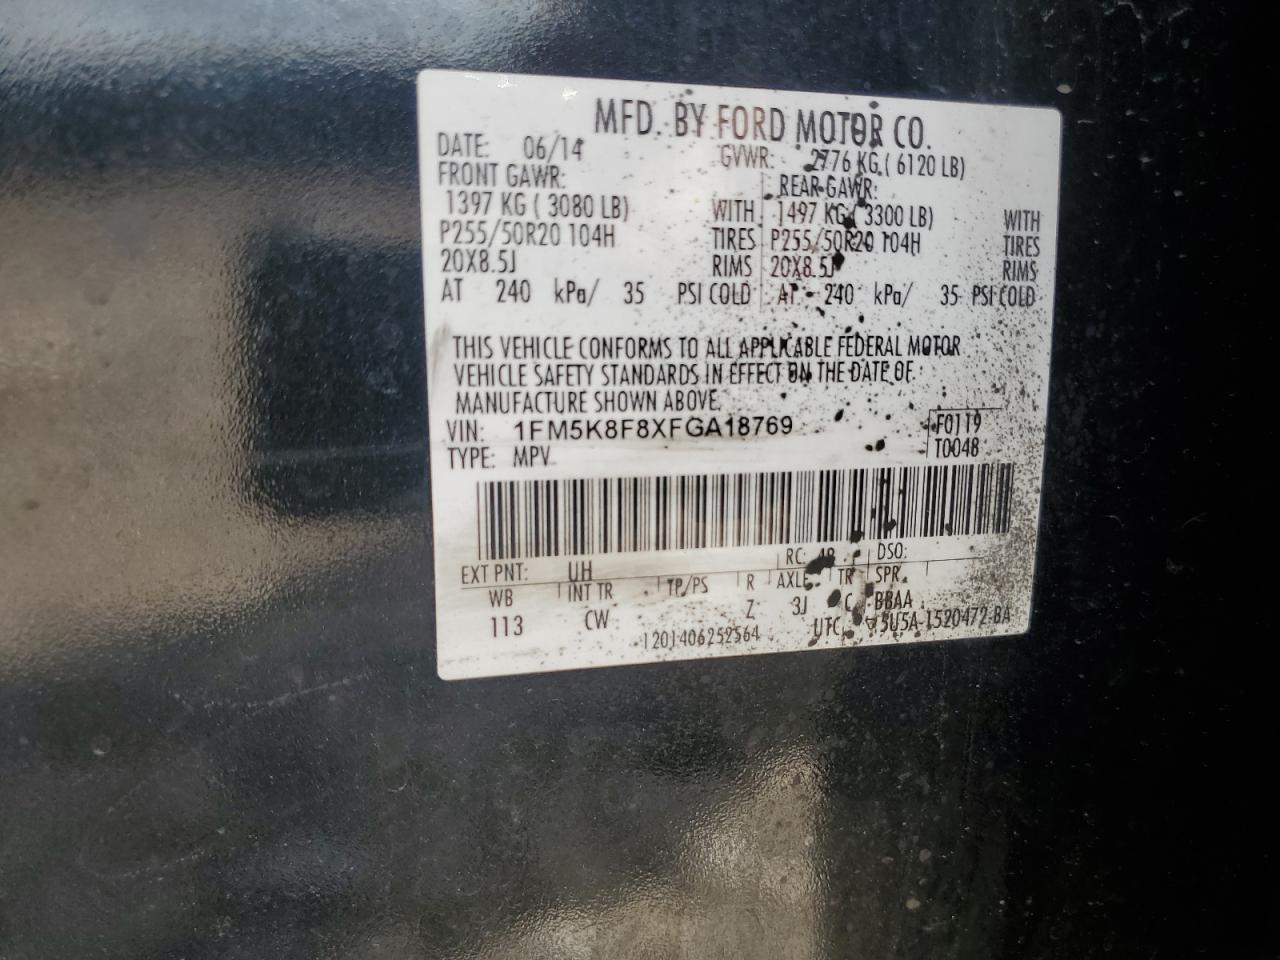 MFD. BY FORD MOTOR CO.
DATE: 06/14 GVWR: 2776 KG ( 6120 LB)
FRONT GAWR: REAR GAWR:
1397 KG ( 3080 LB) WITH 1497 KG ( 3300 LB) WITH
P255/50R20 104H TIRES P255/50R20 104H TIRES
20X8.5J RIMS 20X8.5J RIMS
AT 240 kPa/ 35 PSI COLD AT 240 kPa/ 35 PSI COLD
THIS VEHICLE CONFORMS TO ALL APPLICABLE FEDERAL MOTOR
VEHICLE SAFETY STANDARDS IN EFFECT ON THE DATE OF
MANUFACTURE SHOWN ABOVE.
VIN: 1FM5K8F8XFGA18769 F0119
TYPE: MPV T0048
EXT PNT: UH RC: 48 DSO:
WB INT TR TP/PS R AXLE TR SPR
113 CW Z 3J C BBAA
1201406252564 UTC 5U5A-1520472-BA